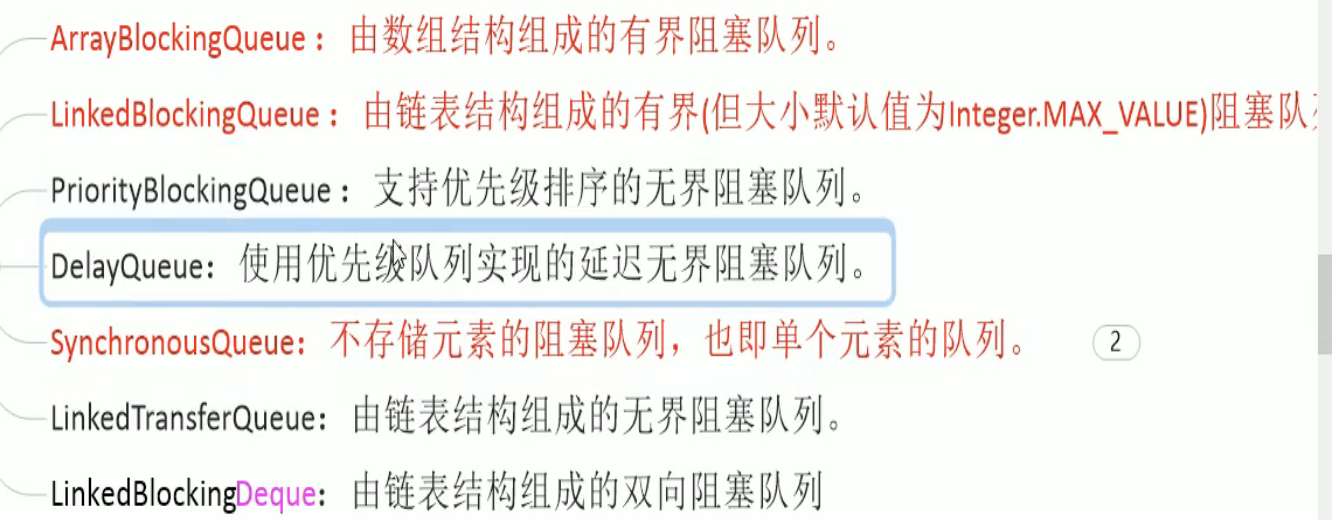 ArrayBlockingQueue： 由数组结构组成的有界阻塞队列。
LinkedBlockingQueue： 由链表结构组成的有界(但大小默认值为Integer.MAX_VALUE)阻塞队
PriorityBlockingQueue： 支持优先级排序的无界阻塞队列。
DelayQueue： 使用优先级队列实现的延迟无界阻塞队列。
SynchronousQueue： 不存储元素的阻塞队列，也即单个元素的队列。 2
LinkedTransferQueue： 由链表结构组成的无界阻塞队列。
LinkedBlockingDeque： 由链表结构组成的双向阻塞队列